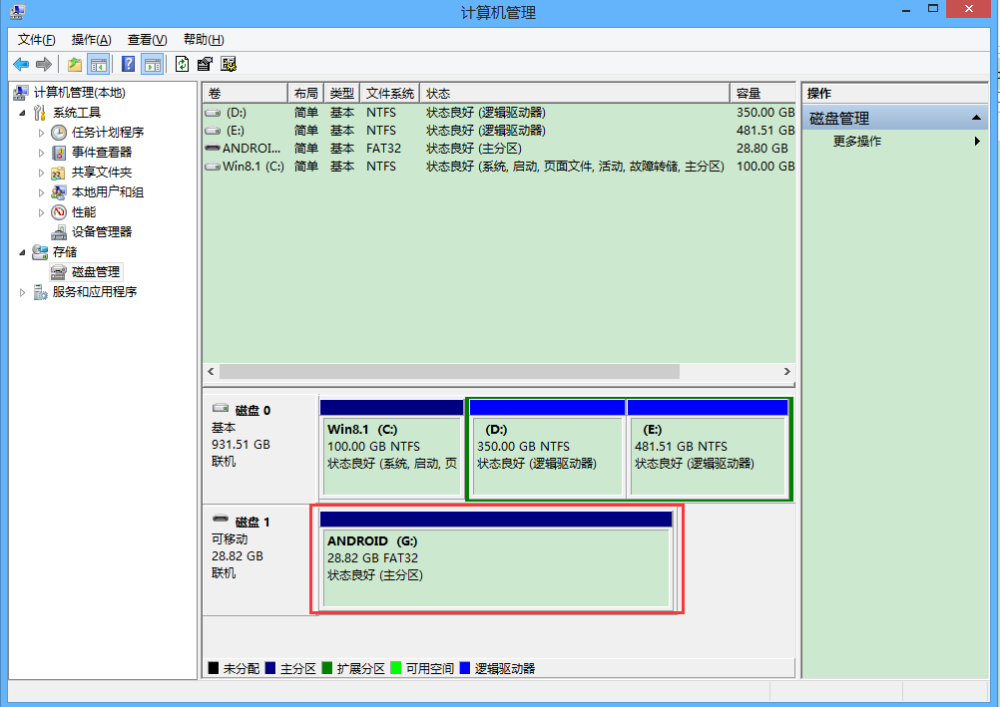 计算机管理
文件(F) 操作(A) 查看(V) 帮助(H)
计算机管理(本地)
系统工具
任务计划程序
事件查看器
共享文件夹
本地用户和组
性能
设备管理器
存储
磁盘管理
服务和应用程序
卷 布局 类型 文件系统 状态 容量
(D:) 简单 基本 NTFS 状态良好 (逻辑驱动器) 350.00 GB
(E:) 简单 基本 NTFS 状态良好 (逻辑驱动器) 481.51 GB
ANDROI... 简单 基本 FAT32 状态良好 (主分区) 28.80 GB
Win8.1 (C:) 简单 基本 NTFS 状态良好 (系统, 启动, 页面文件, 活动, 故障转储, 主分区) 100.00 GB
磁盘 0
基本
931.51 GB
联机
Win8.1 (C:)
100.00 GB NTFS
状态良好 (系统, 启动, 页
(D:)
350.00 GB NTFS
状态良好 (逻辑驱动器)
(E:)
481.51 GB NTFS
状态良好 (逻辑驱动器)
磁盘 1
可移动
28.82 GB
联机
ANDROID (G:)
28.82 GB FAT32
状态良好 (主分区)
未分配 主分区 扩展分区 可用空间 逻辑驱动器
操作
磁盘管理
更多操作